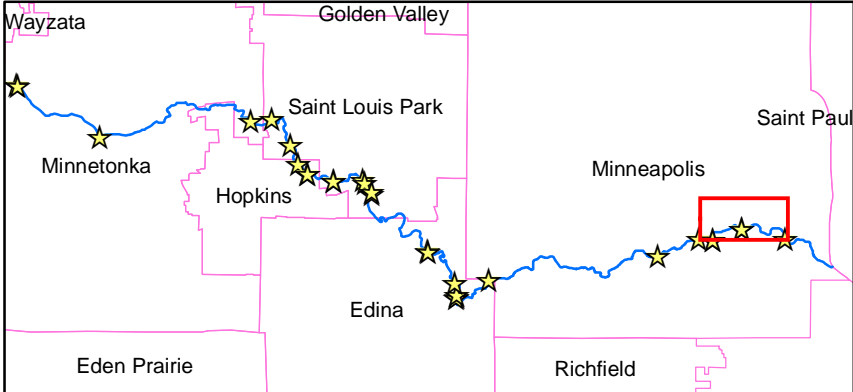 Golden Valley
Wayzata
Saint Louis Park
Saint Paul
Minnetonka
Minneapolis
Hopkins
Edina
Eden Prairie
Richfield